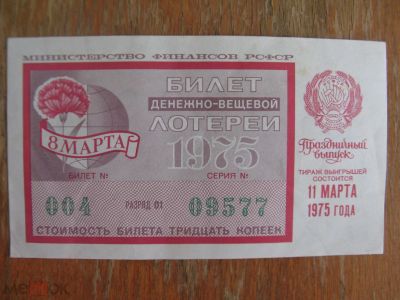 МИНИСТЕРСТВО ФИНАНСОВ РСФСР
БИЛЕТ
ДЕНЕЖНО-ВЕЩЕВОЙ
ЛОТЕРЕИ
8 МАРТА
1975
БИЛЕТ № СЕРИЯ №
004 РАЗРЯД 01 09577
СТОИМОСТЬ БИЛЕТА ТРИДЦАТЬ КОПЕЕК
Праздничный
выпуск
ТИРАЖ ВЫИГРЫШЕЙ
СОСТОИТСЯ
11 МАРТА
1975 ГОДА
Мешок